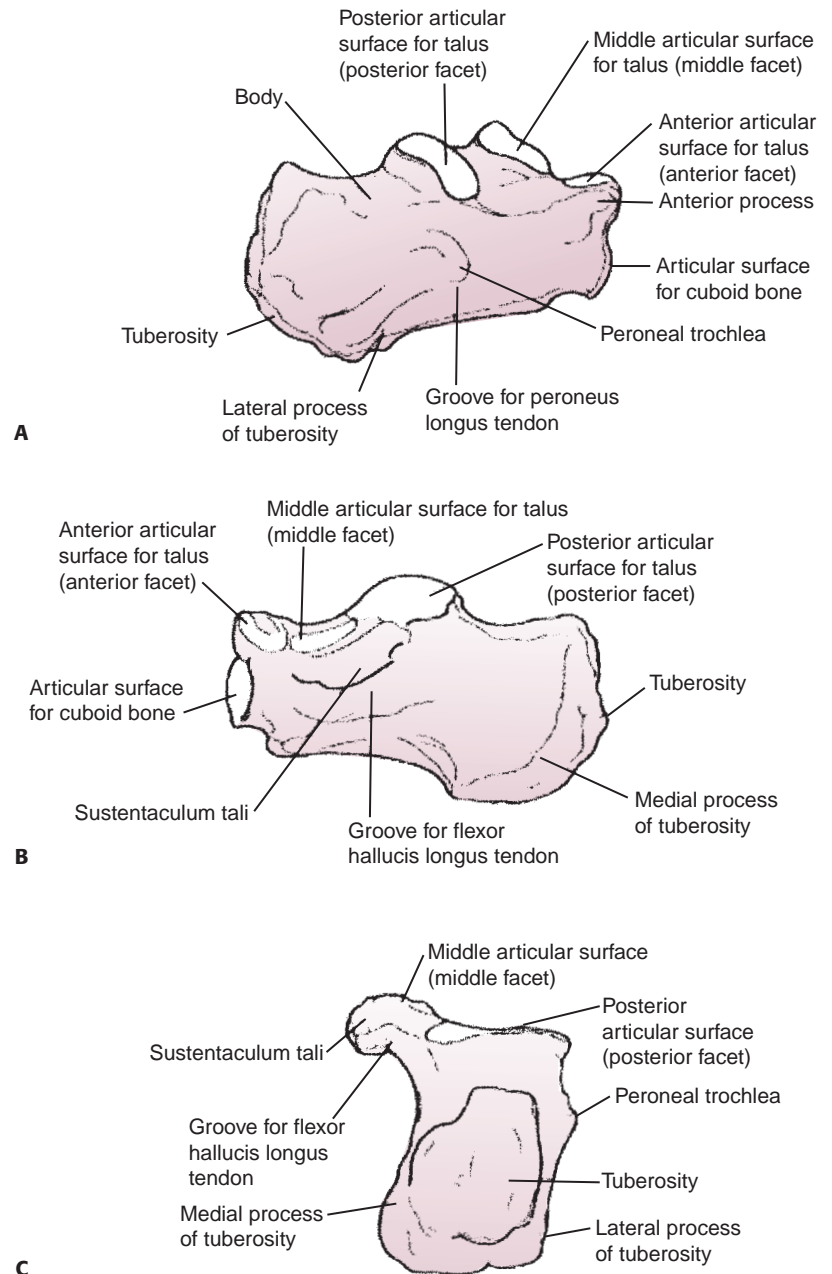 Posterior articular
surface for talus
(posterior facet)
Middle articular surface
for talus (middle facet)
Body
Anterior articular
surface for talus
(anterior facet)
Anterior process
Articular surface
for cuboid bone
Tuberosity
Peroneal trochlea
Lateral process
of tuberosity
Groove for peroneus
longus tendon
A
Middle articular surface for talus
(middle facet)
Anterior articular
surface for talus
(anterior facet)
Posterior articular
surface for talus
(posterior facet)
Articular surface
for cuboid bone
Tuberosity
Sustentaculum tali
Medial process
of tuberosity
Groove for flexor
hallucis longus tendon
B
Middle articular surface
(middle facet)
Posterior
articular surface
(posterior facet)
Sustentaculum tali
Peroneal trochlea
Groove for flexor
hallucis longus
tendon
Tuberosity
Medial process
of tuberosity
Lateral process
of tuberosity
C